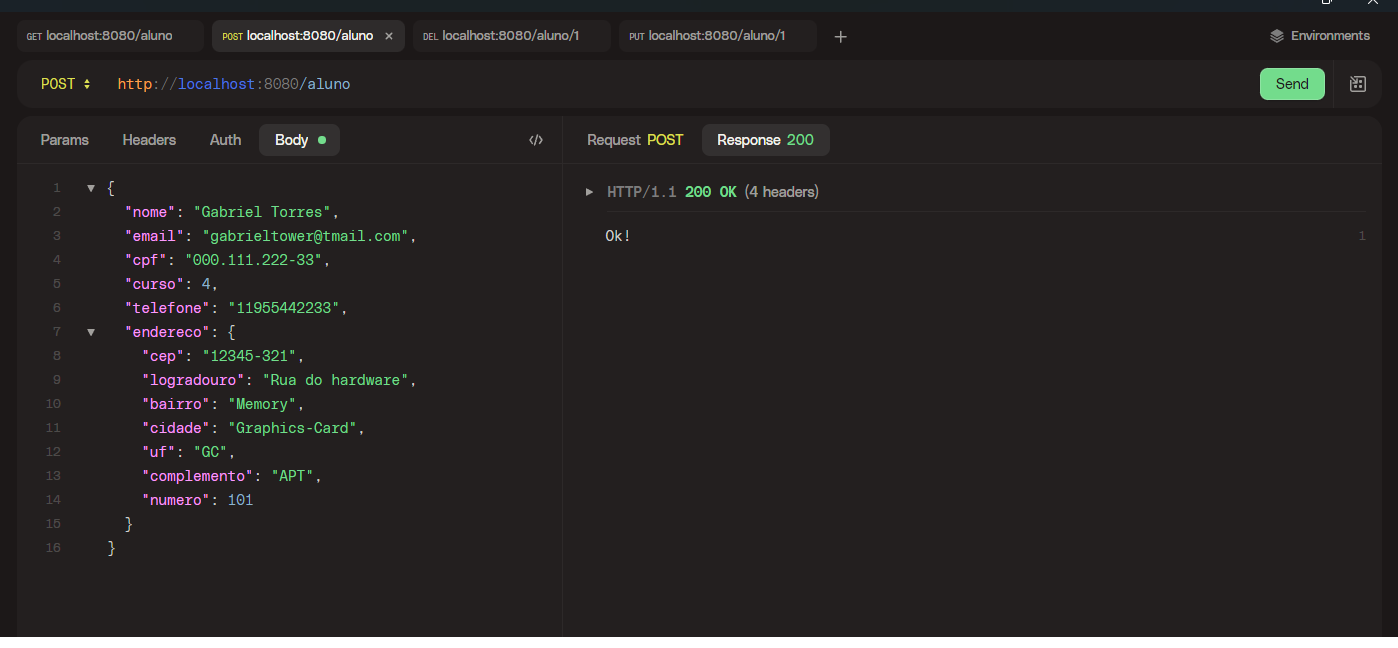 GET localhost:8080/aluno POST localhost:8080/aluno × DEL localhost:8080/aluno/1 PUT localhost:8080/aluno/1 + Environments
POST http://localhost:8080/aluno Send
Params Headers Auth Body </> Request POST Response 200
1 {
2 "nome": "Gabriel Torres",
3 "email": "gabrieltower@tmail.com",
4 "cpf": "000.111.222-33",
5 "curso": 4,
6 "telefone": "11955442233",
7 "endereco": {
8 "cep": "12345-321",
9 "logradouro": "Rua do hardware",
10 "bairro": "Memory",
11 "cidade": "Graphics-Card",
12 "uf": "GC",
13 "complemento": "APT",
14 "numero": 101
15 }
16 }
HTTP/1.1 200 OK (4 headers)
Ok! 1